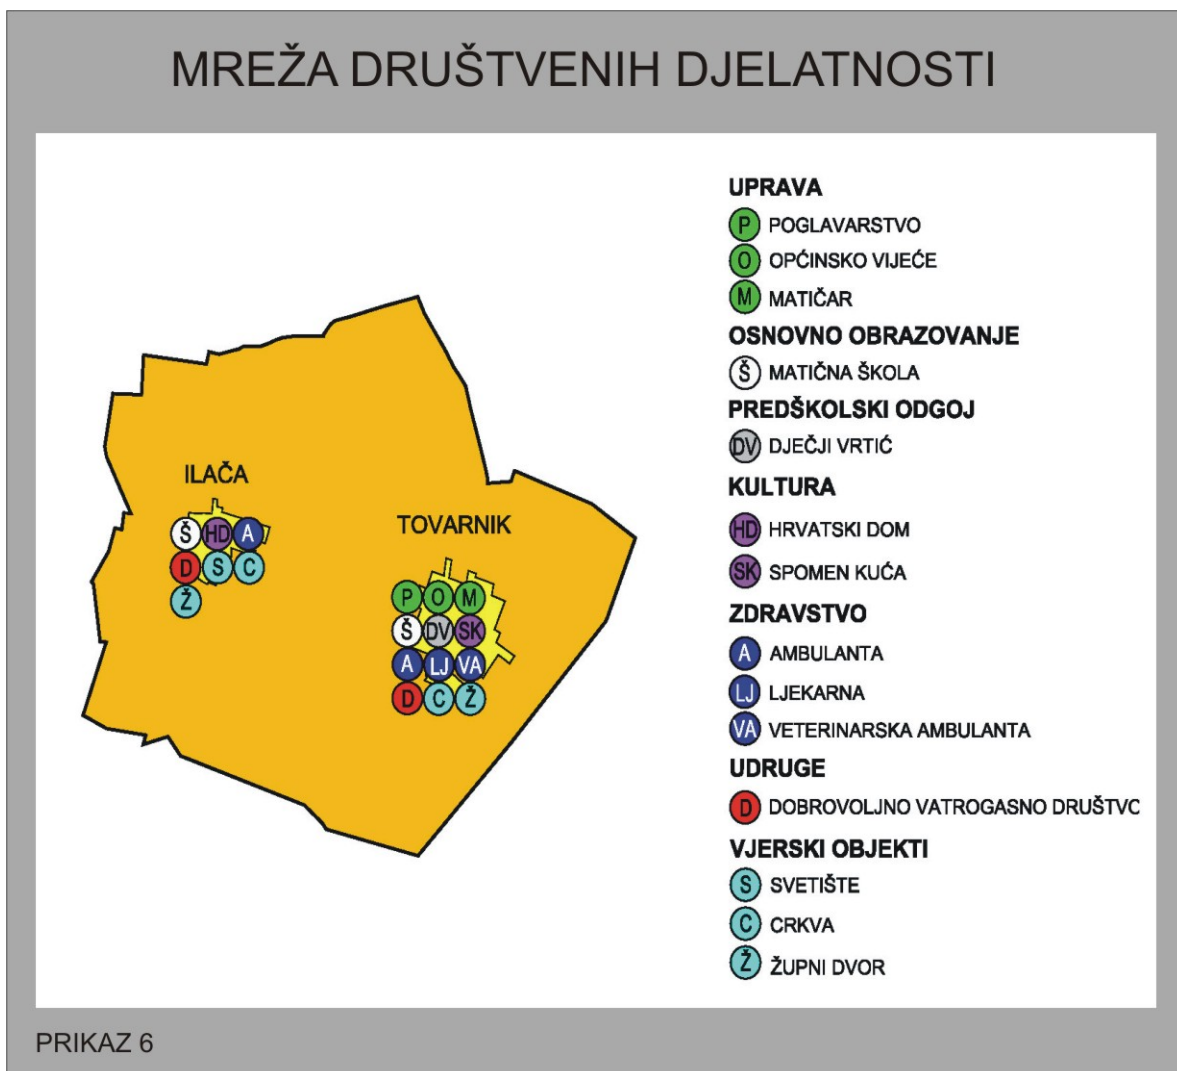 MREŽA DRUŠTVENIH DJELATNOSTI
ILAČA
Š HD A
D S C
Ž
TOVARNIK
P O M
Š DV SK
A LJ VA
D C Ž
UPRAVA
P POGLAVARSTVO
O OPĆINSKO VIJEĆE
M MATIČAR
OSNOVNO OBRAZOVANJE
Š MATIČNA ŠKOLA
PREDŠKOLSKI ODGOJ
DV DJEČJI VRTIĆ
KULTURA
HD HRVATSKI DOM
SK SPOMEN KUĆA
ZDRAVSTVO
A AMBULANTA
LJ LJEKARNA
VA VETERINARSKA AMBULANTA
UDRUGE
D DOBROVOLJNO VATROGASNO DRUŠTVO
VJERSKI OBJEKTI
S SVETIŠTE
C CRKVA
Ž ŽUPNI DVOR
PRIKAZ 6